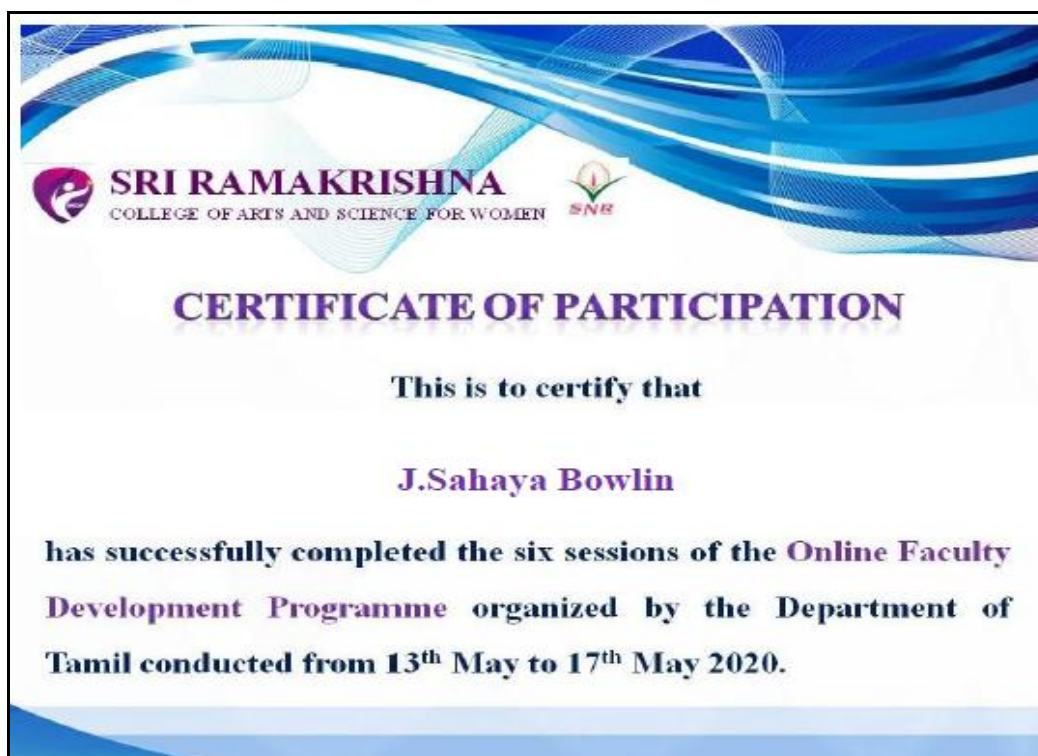 SRI RAMAKRISHNA
COLLEGE OF ARTS AND SCIENCE FOR WOMEN
SNR
CERTIFICATE OF PARTICIPATION
This is to certify that
J.Sahaya Bowlin
has successfully completed the six sessions of the Online Faculty
Development Programme organized by the Department of
Tamil conducted from 13th May to 17th May 2020.